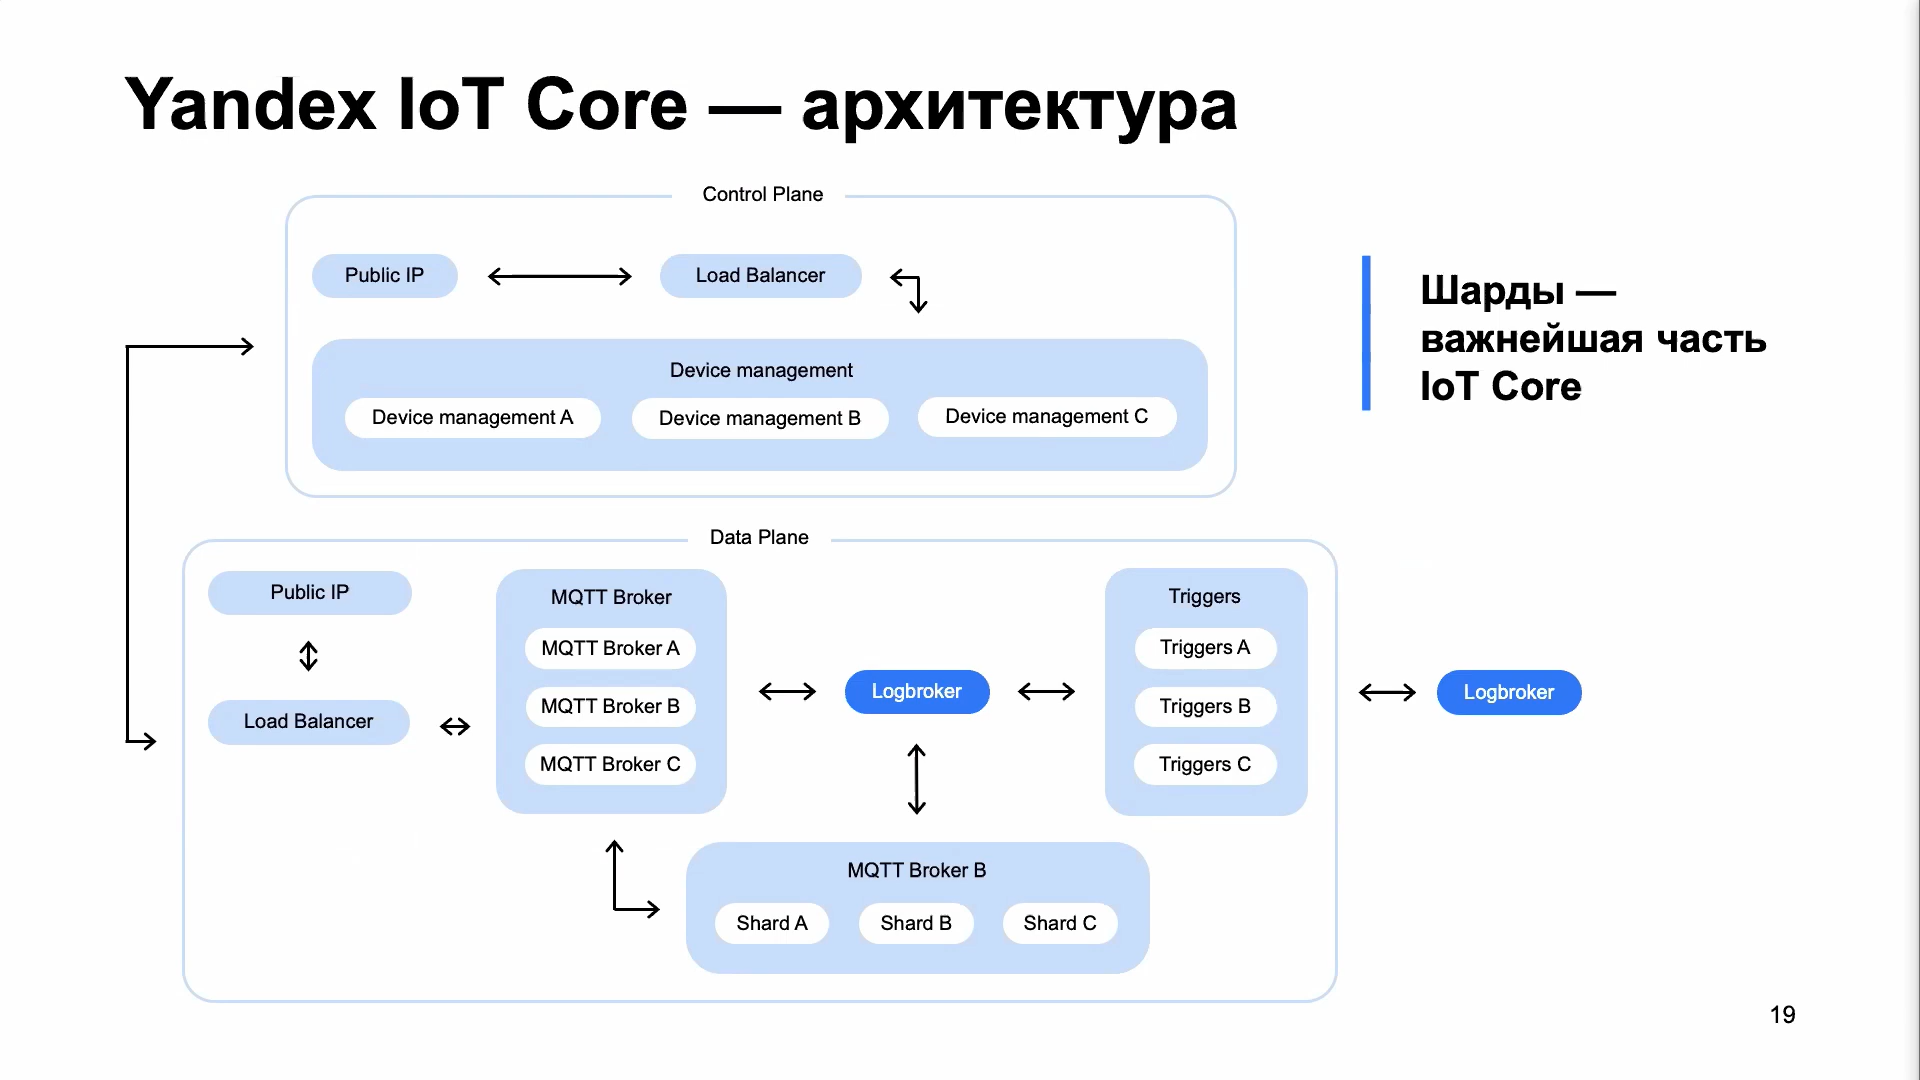 Yandex IoT Core — архитектура
Control Plane
Public IP
Load Balancer
Device management
Device management A
Device management B
Device management C
Шарды —
важнейшая часть
IoT Core
Data Plane
Public IP
Load Balancer
MQTT Broker
MQTT Broker A
MQTT Broker B
MQTT Broker C
Logbroker
Triggers
Triggers A
Triggers B
Triggers C
Logbroker
MQTT Broker B
Shard A
Shard B
Shard C
19